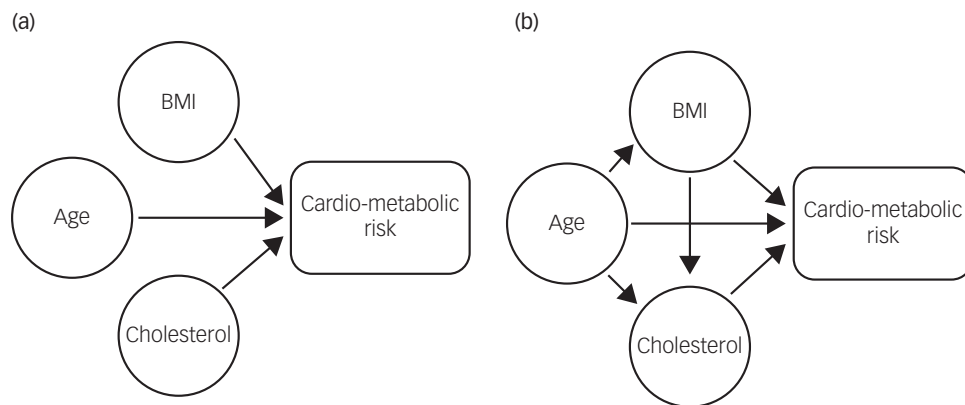 (a)
BMI
Age
Cardio-metabolic
risk
Cholesterol
(b)
BMI
Age
Cardio-metabolic
risk
Cholesterol